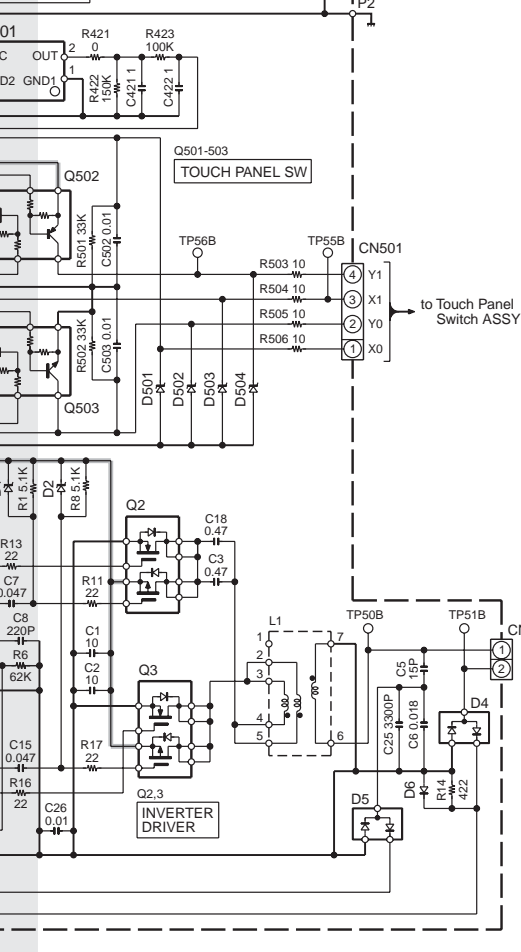 P2
01
R421
0
R423
100K
C
OUT
2
D2
GND1
1
R422
150K
C421 1
C422 1
Q501-503
TOUCH PANEL SW
Q502
R501 33K
C502 0.01
TP56B
TP55B
CN501
R503 10
4
Y1
R504 10
3
X1
to Touch Panel
Switch ASSY
R505 10
2
Y0
R506 10
1
X0
R502 33K
C503 0.01
Q503
D501
D502
D503
D504
R1 5.1K
D2
R8 5.1K
Q2
C18
0.47
C3
0.47
R13
22
C7
0.047
R11
22
C8
220P
C1
10
R6
62K
C2
10
L1
1
2
3
4
5
7
6
TP50B
TP51B
CN
1
2
C5
15P
C25 3300P
C6 0.018
D4
Q3
C15
0.047
R17
22
R16
22
Q2,3
INVERTER
DRIVER
C26
0.01
D5
D6
R14
422